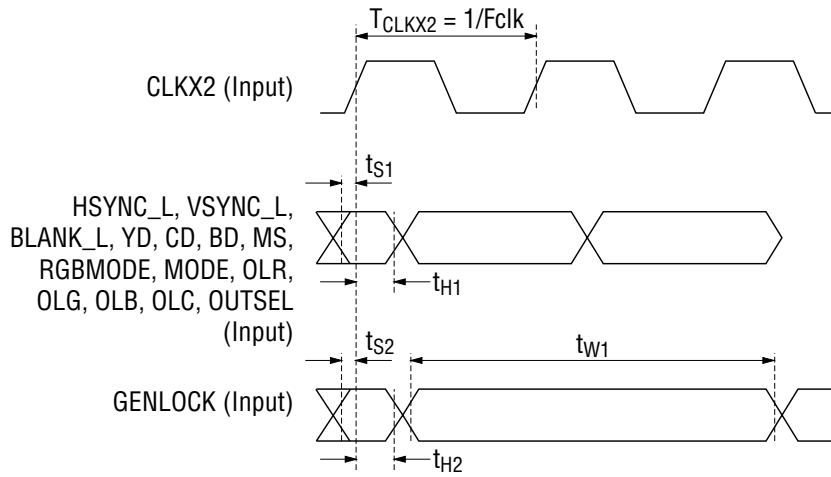 T_CLKX2 = 1/Fclk
CLKX2 (Input)
t_S1
HSYNC_L, VSYNC_L,
BLANK_L, YD, CD, BD, MS,
RGBMODE, MODE, OLR,
OLG, OLB, OLC, OUTSEL
(Input)
t_H1
t_S2
t_W1
GENLOCK (Input)
t_H2